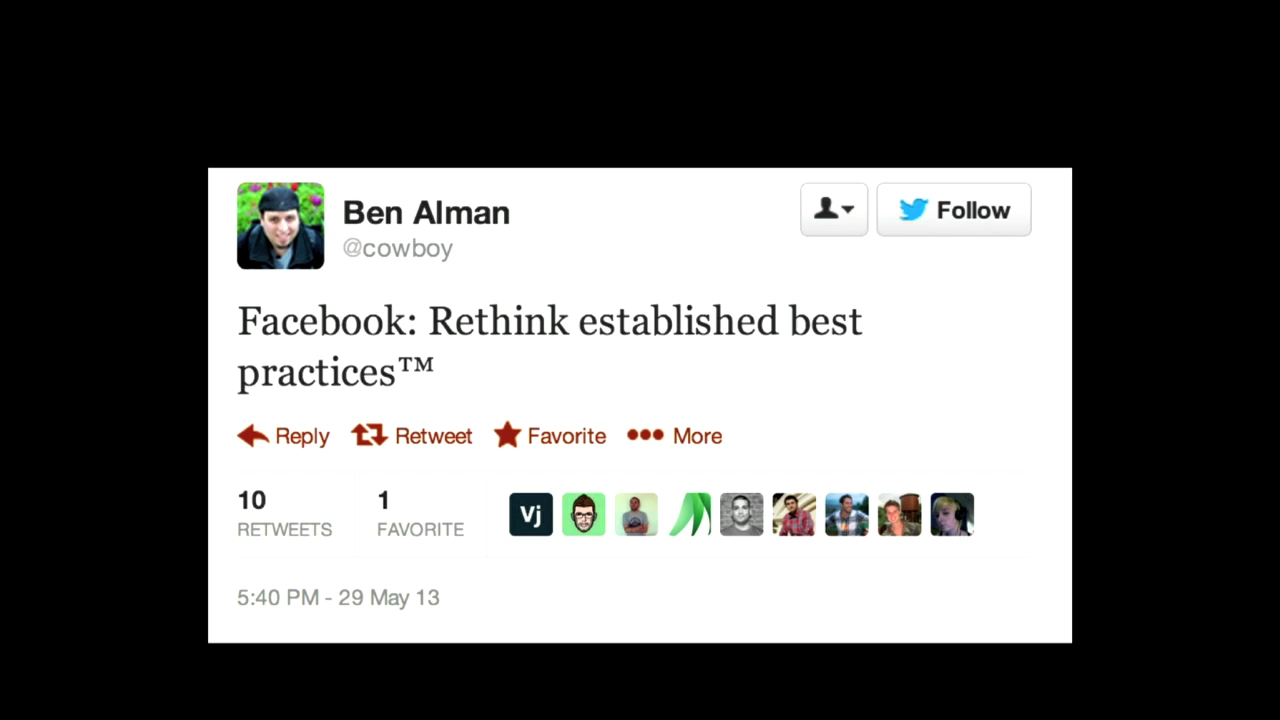 Ben Alman
@cowboy
Follow
Facebook: Rethink established best
practices™
Reply Retweet Favorite More
10 1
RETWEETS FAVORITE
Vj
5:40 PM - 29 May 13